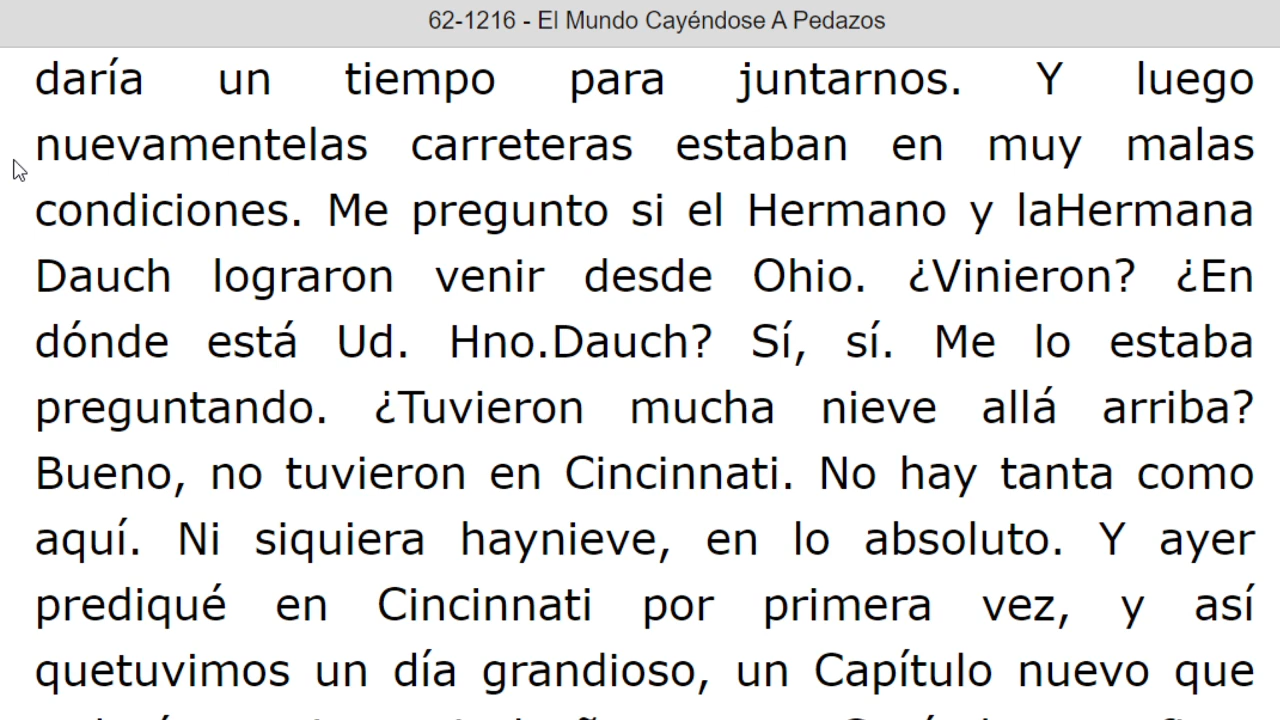 62-1216 - El Mundo Cayéndose A Pedazos
daría un tiempo para juntarnos. Y luego
nuevamentelas carreteras estaban en muy malas
condiciones. Me pregunto si el Hermano y laHermana
Dauch lograron venir desde Ohio. ¿Vinieron? ¿En
dónde está Ud. Hno.Dauch? Sí, sí. Me lo estaba
preguntando. ¿Tuvieron mucha nieve allá arriba?
Bueno, no tuvieron en Cincinnati. No hay tanta como
aquí. Ni siquiera haynieve, en lo absoluto. Y ayer
prediqué en Cincinnati por primera vez, y así
quetuvimos un día grandioso, un Capítulo nuevo que